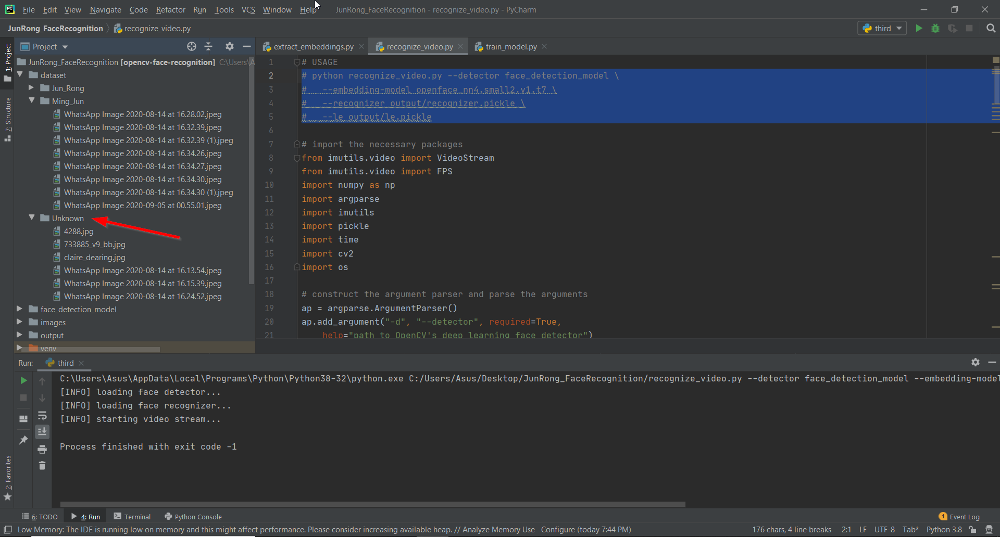 PC File Edit View Navigate Code Refactor Run Tools VCS Window Help JunRong_FaceRecognition - recognize_video.py - PyCharm
JunRong_FaceRecognition recognize_video.py third
1: Project
7: Structure
2: Favorites
Project
JunRong_FaceRecognition [opencv-face-recognition] C:\Users\A
dataset
Jun_Rong
Ming_Jun
WhatsApp Image 2020-08-14 at 16.28.02.jpeg
WhatsApp Image 2020-08-14 at 16.32.39.jpeg
WhatsApp Image 2020-08-14 at 16.32.39 (1).jpeg
WhatsApp Image 2020-08-14 at 16.34.26.jpeg
WhatsApp Image 2020-08-14 at 16.34.27.jpeg
WhatsApp Image 2020-08-14 at 16.34.30.jpeg
WhatsApp Image 2020-08-14 at 16.34.30 (1).jpeg
WhatsApp Image 2020-09-05 at 00.55.01.jpeg
Unknown
4288.jpg
733885_v9_bb.jpg
claire_dearing.jpg
WhatsApp Image 2020-08-14 at 16.13.54.jpeg
WhatsApp Image 2020-08-14 at 16.15.39.jpeg
WhatsApp Image 2020-08-14 at 16.24.52.jpeg
face_detection_model
images
output
venv
extract_embeddings.py recognize_video.py train_model.py
1 # USAGE
2 # python recognize_video.py --detector face_detection_model \
3 # --embedding-model openface_nn4.small2.v1.t7 \
4 # --recognizer output/recognizer.pickle \
5 # --le output/le.pickle
6
7 # import the necessary packages
8 from imutils.video import VideoStream
9 from imutils.video import FPS
10 import numpy as np
11 import argparse
12 import imutils
13 import pickle
14 import time
15 import cv2
16 import os
17
18 # construct the argument parser and parse the arguments
19 ap = argparse.ArgumentParser()
20 ap.add_argument("-d", "--detector", required=True,
21 help="path to OpenCV's deep learning face detector")
Run: third
C:\Users\Asus\AppData\Local\Programs\Python\Python38-32\python.exe C:/Users/Asus/Desktop/JunRong_FaceRecognition/recognize_video.py --detector face_detection_model --embedding-model
[INFO] loading face detector...
[INFO] loading face recognizer...
[INFO] starting video stream...
Process finished with exit code -1
6: TODO 4: Run Terminal Python Console 1 Event Log
Low Memory: The IDE is running low on memory and this might affect performance. Please consider increasing available heap. // Analyze Memory Use Configure (today 7:44 PM) 176 chars, 4 line breaks 2:1 LF UTF-8 Tab* Python 3.8